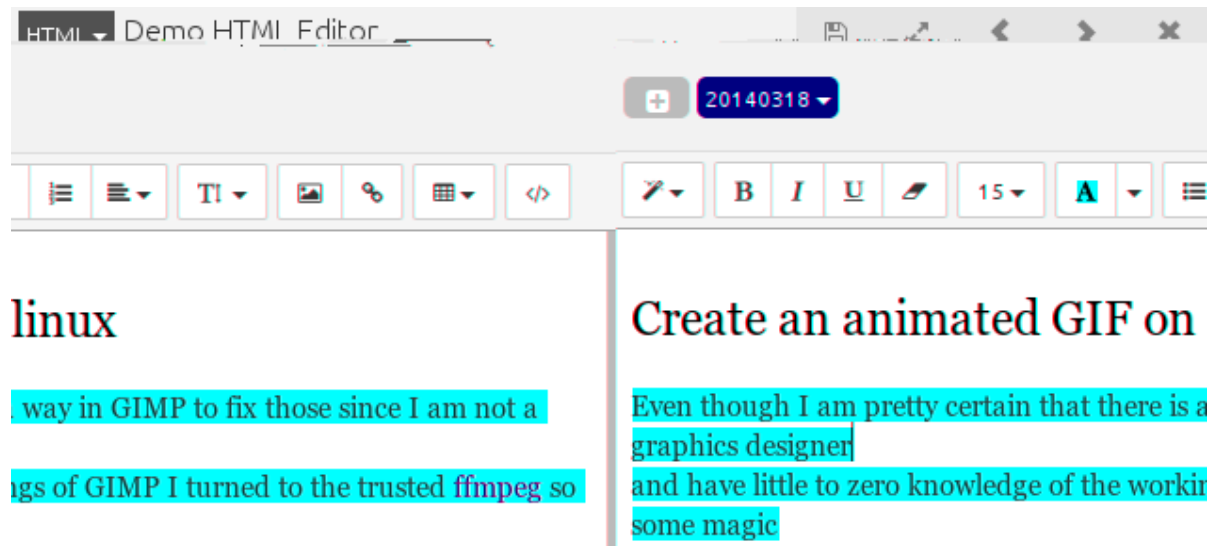 HTML Demo HTML Editor
20140318
T! </> B I U 15 A
linux
Create an animated GIF on
way in GIMP to fix those since I am not a
Even though I am pretty certain that there is a
graphics designer
ngs of GIMP I turned to the trusted ffmpeg so
and have little to zero knowledge of the workin
some magic